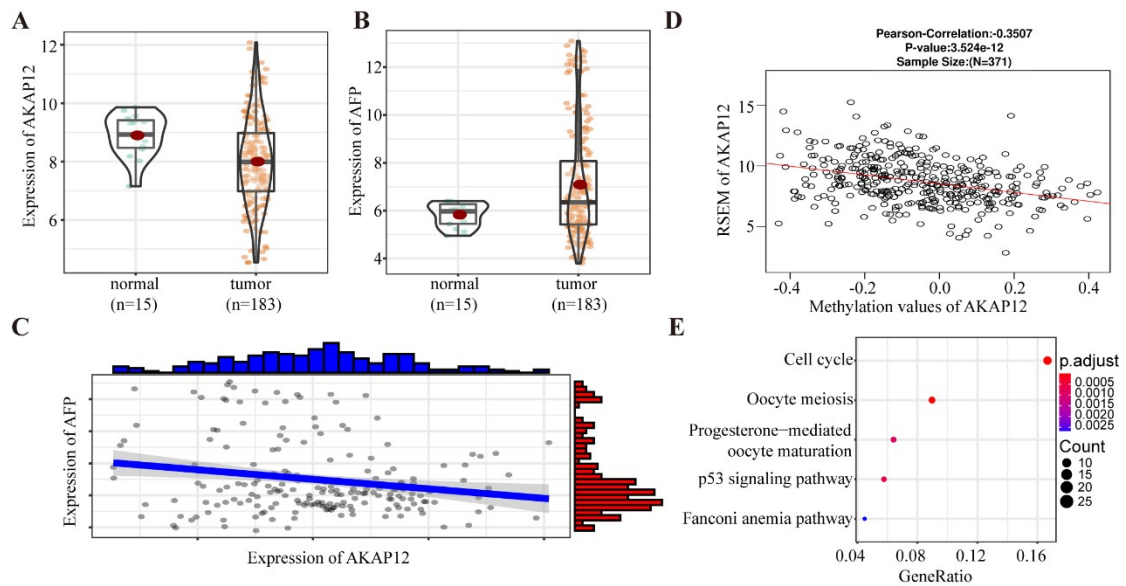 A
Expression of AKAP12
12
10
8
6
normal
(n=15)
tumor
(n=183)
B
Expression of AFP
12
10
8
6
4
normal
(n=15)
tumor
(n=183)
C
Expression of AFP
Expression of AKAP12
D
Pearson-Correlation:-0.3507
P-value:3.524e-12
Sample Size:(N=371)
RSEM of AKAP12
15
10
5
-0.4 -0.2 0.0 0.2 0.4
Methylation values of AKAP12
E
Cell cycle
Oocyte meiosis
Progesterone−mediated
oocyte maturation
p53 signaling pathway
Fanconi anemia pathway
0.04 0.08 0.12 0.16
GeneRatio
p.adjust
0.0005
0.0010
0.0015
0.0020
0.0025
Count
10
15
20
25